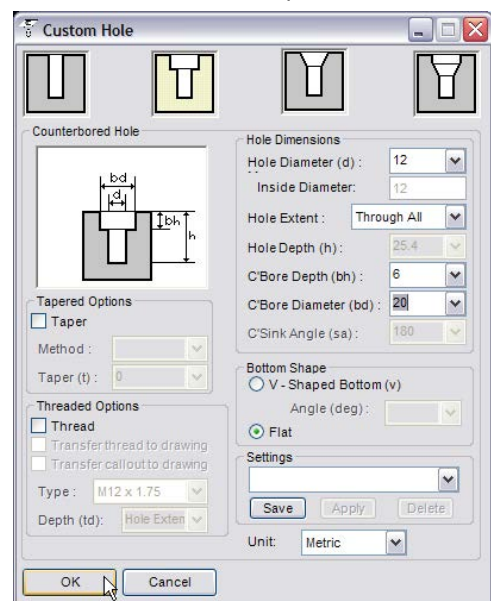 Custom Hole
Counterbored Hole
bd
d
bh
h
Tapered Options
Taper
Method :
Taper (t) : 0
Threaded Options
Thread
Transfer thread to drawing
Transfer callout to drawing
Type : M12 x 1.75
Depth (td): Hole Exten
Hole Dimensions
Hole Diameter (d) : 12
Inside Diameter: 12
Hole Extent : Through All
Hole Depth (h) : 25.4
C'Bore Depth (bh) : 6
C'Bore Diameter (bd) : 20
C'Sink Angle (sa) : 180
Bottom Shape
V - Shaped Bottom (v)
Angle (deg) :
Flat
Settings
Save Apply Delete
Unit: Metric
OK Cancel